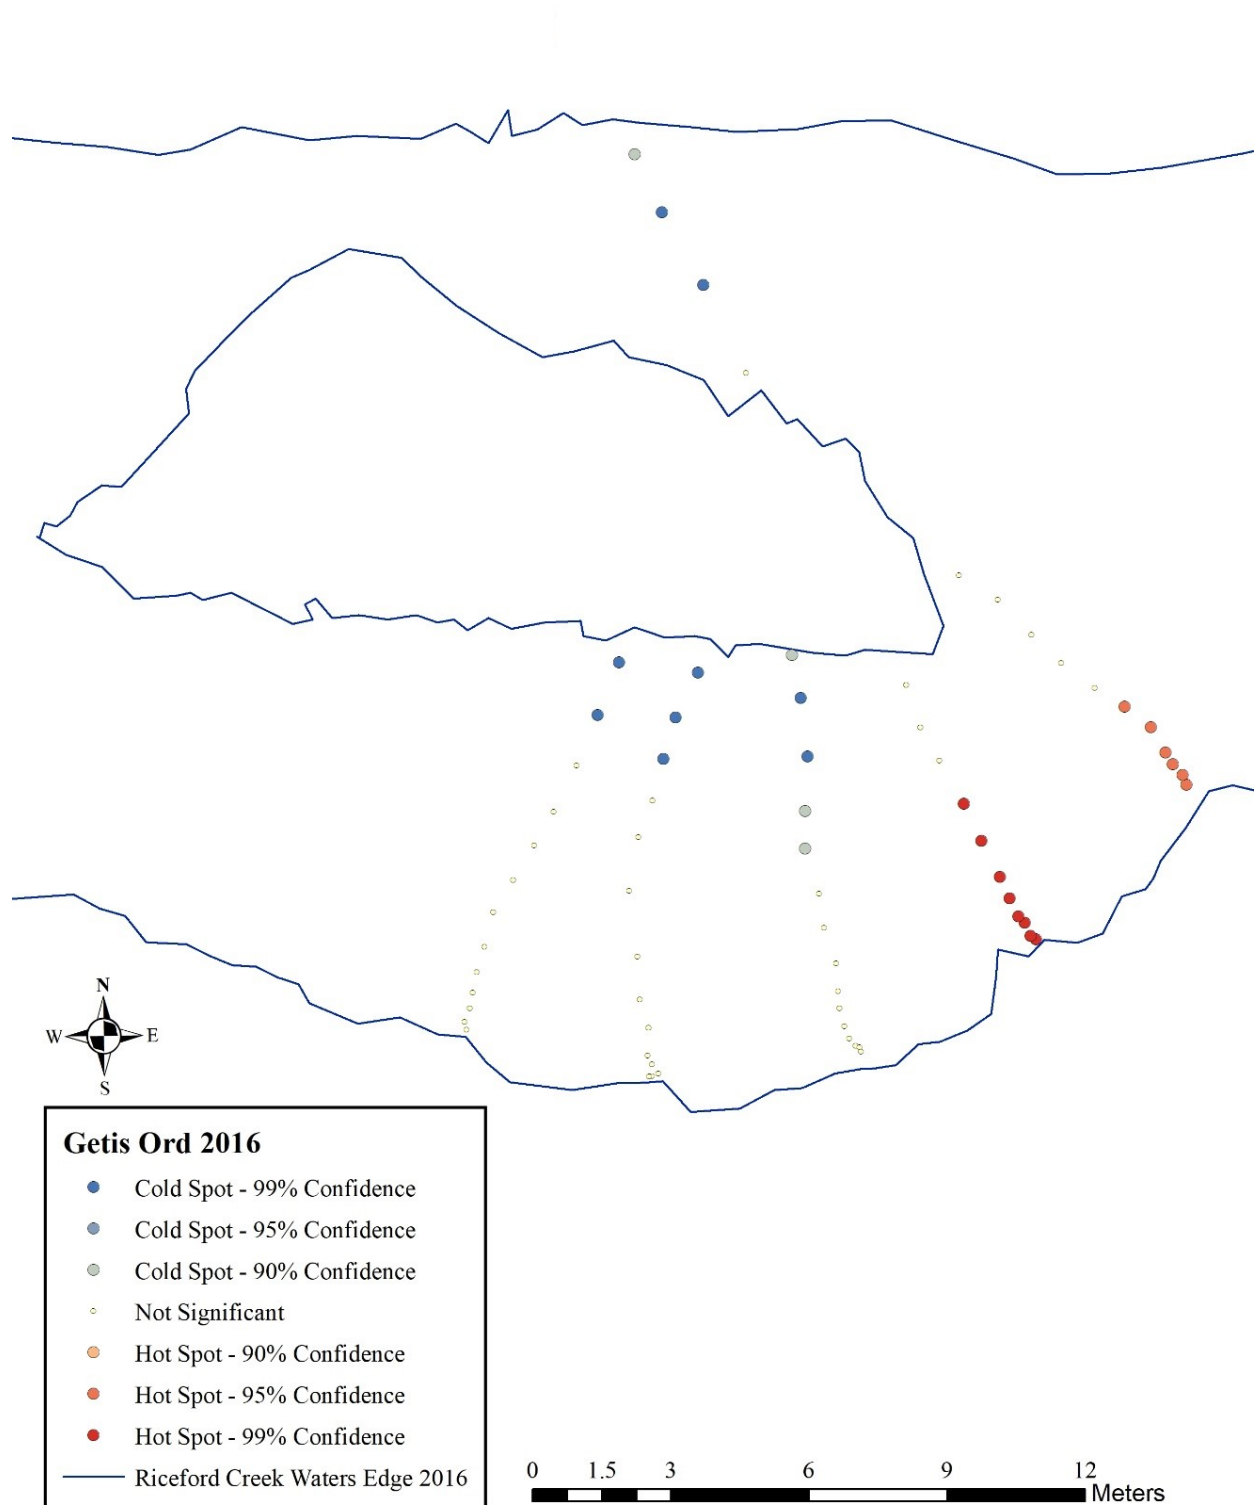 N
W E
S
Getis Ord 2016
Cold Spot - 99% Confidence
Cold Spot - 95% Confidence
Cold Spot - 90% Confidence
Not Significant
Hot Spot - 90% Confidence
Hot Spot - 95% Confidence
Hot Spot - 99% Confidence
Riceford Creek Waters Edge 2016
0 1.5 3 6 9 12
Meters